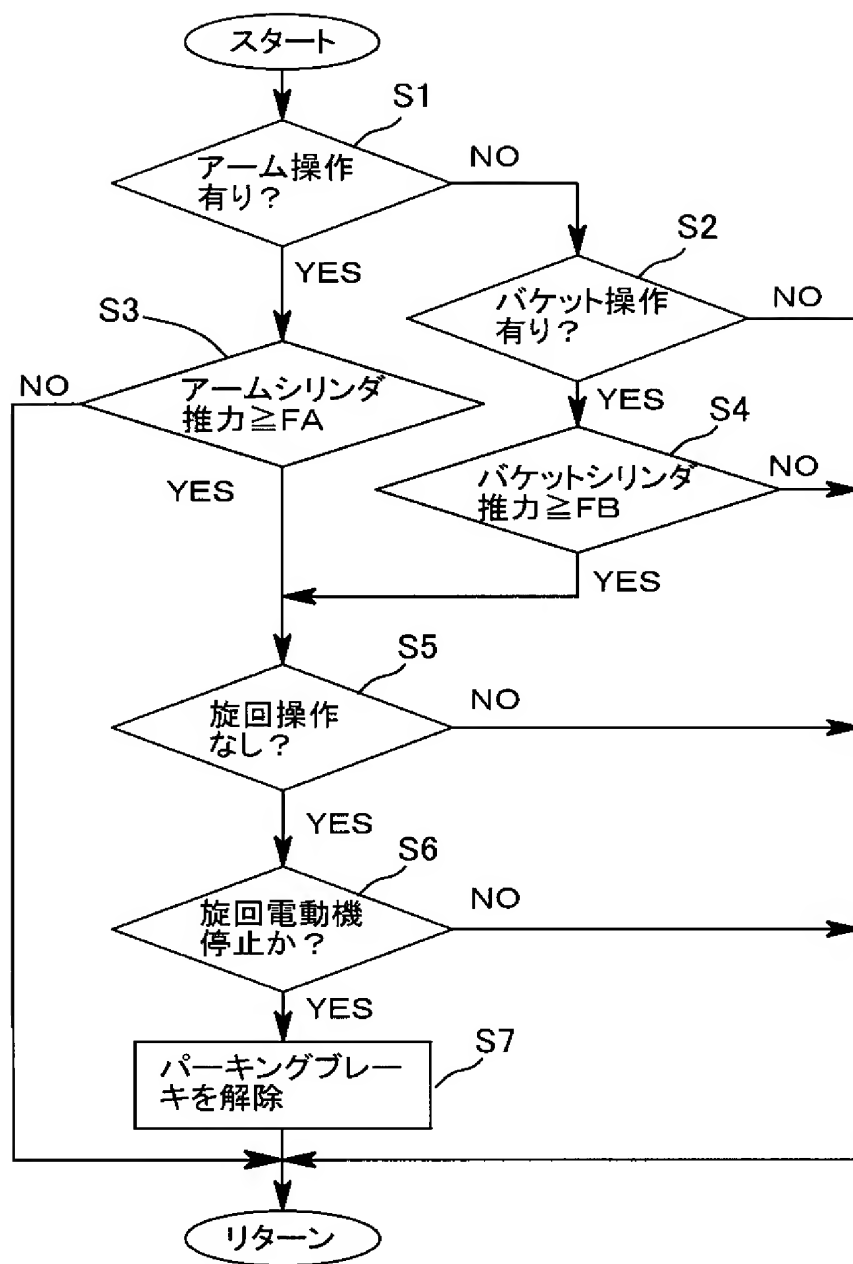 スタート
S1
アーム操作
有り?
NO
YES
S2
バケット操作
有り?
NO
YES
S3
アームシリンダ
推力≧FA
NO
YES
S4
バケットシリンダ
推力≧FB
NO
YES
S5
旋回操作
なし?
NO
YES
S6
旋回電動機
停止か?
NO
YES
S7
パーキングブレー
キを解除
リターン